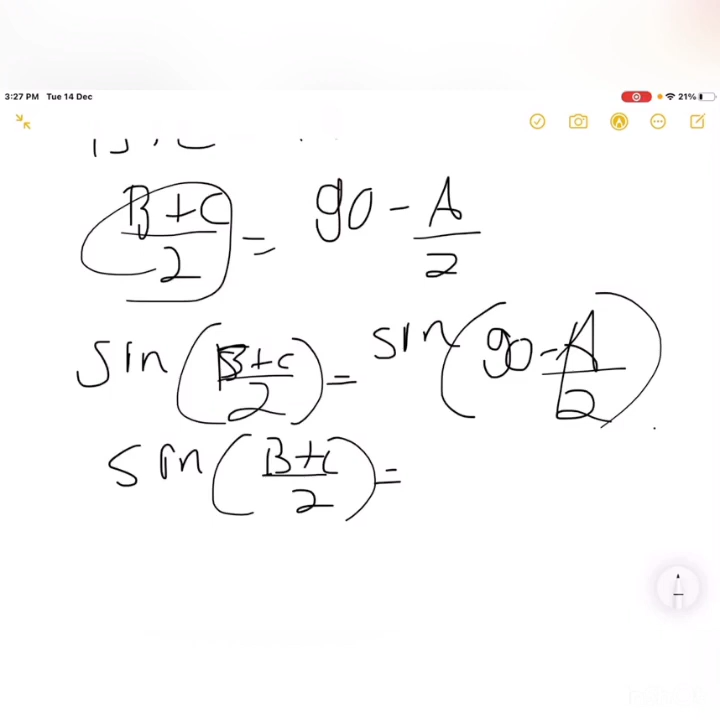 3:27 PM Tue 14 Dec 21%
B+C/2 = 90 - A/2
sin(B+C/2) = sin(90 - A/2)
sin(B+C/2) =